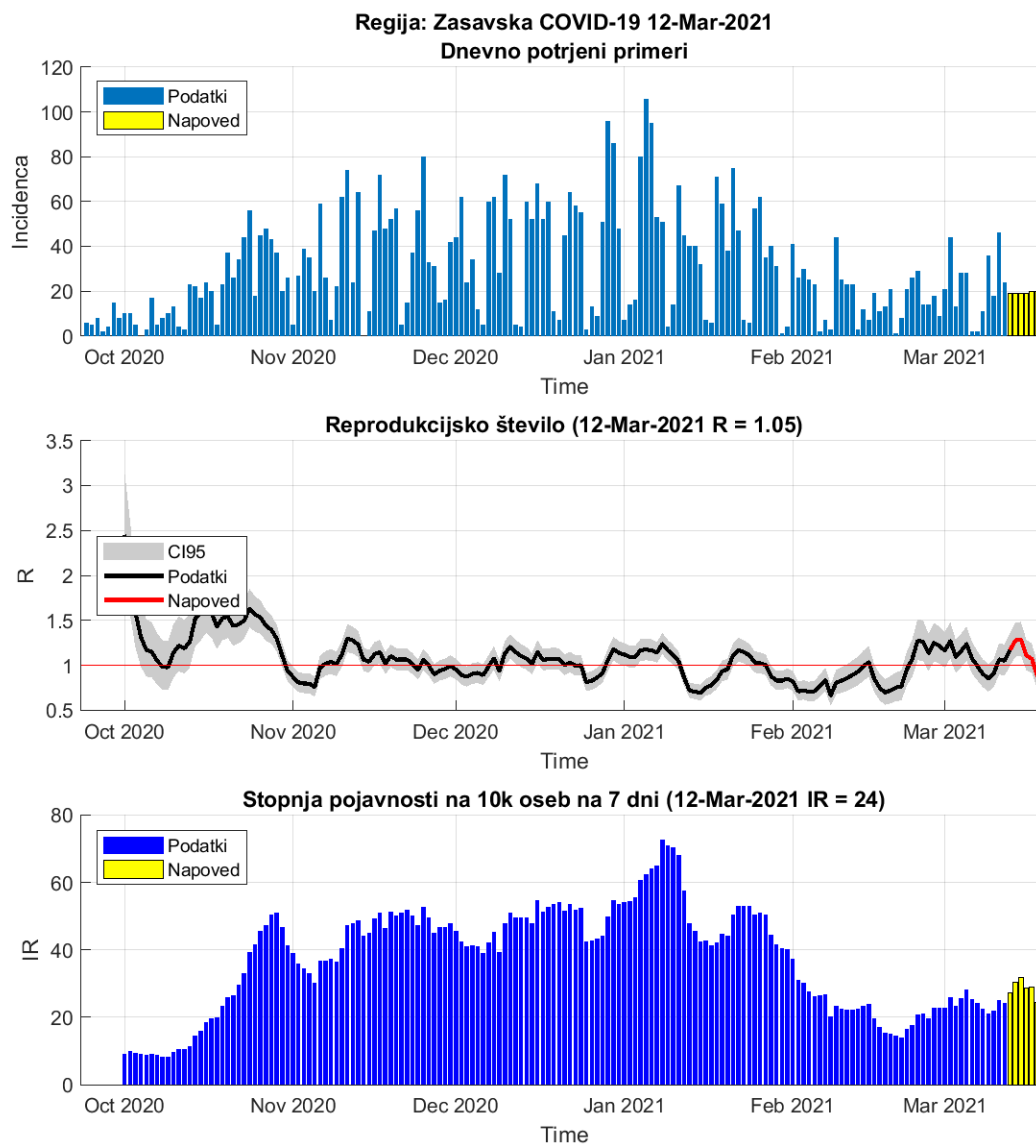 Regija: Zasavska COVID-19 12-Mar-2021
Dnevno potrjeni primeri
120
100
80
60
40
20
0
Incidenca
Podatki
Napoved
Oct 2020 Nov 2020 Dec 2020 Jan 2021 Feb 2021 Mar 2021
Time
Reprodukcijsko število (12-Mar-2021 R = 1.05)
3.5
3
2.5
2
1.5
1
0.5
R
CI95
Podatki
Napoved
Oct 2020 Nov 2020 Dec 2020 Jan 2021 Feb 2021 Mar 2021
Time
Stopnja pojavnosti na 10k oseb na 7 dni (12-Mar-2021 IR = 24)
80
60
40
20
0
IR
Podatki
Napoved
Oct 2020 Nov 2020 Dec 2020 Jan 2021 Feb 2021 Mar 2021
Time